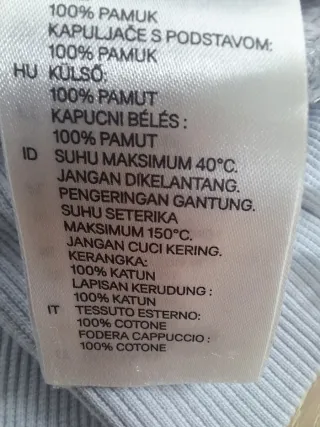 100% PAMUK
KAPULJAČE S PODSTAVOM:
100% PAMUK
HU KÜLSŐ:
100% PAMUT
KAPUCNI BÉLÉS :
100% PAMUT
ID SUHU MAKSIMUM 40°C.
JANGAN DIKELANTANG.
PENGERINGAN GANTUNG.
SUHU SETERIKA
MAKSIMUM 150°C.
JANGAN CUCI KERING.
KERANGKA:
100% KATUN
LAPISAN KERUDUNG :
100% KATUN
IT TESSUTO ESTERNO:
100% COTONE
FODERA CAPPUCCIO :
100% COTONE